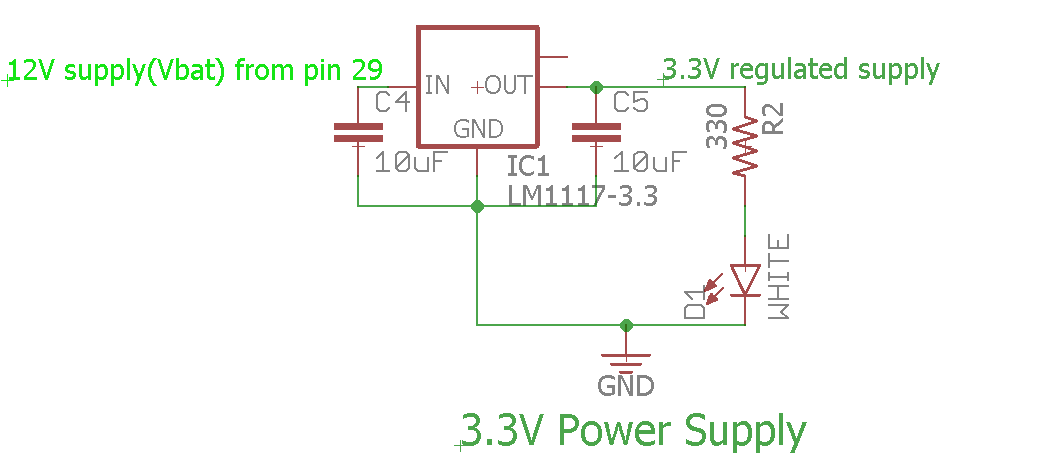 12V supply(Vbat) from pin 29
3.3V regulated supply
IN
+OUT
GND
C4
10uF
C5
10uF
IC1
LM1117-3.3
330
R2
D1
WHITE
GND
3.3V Power Supply